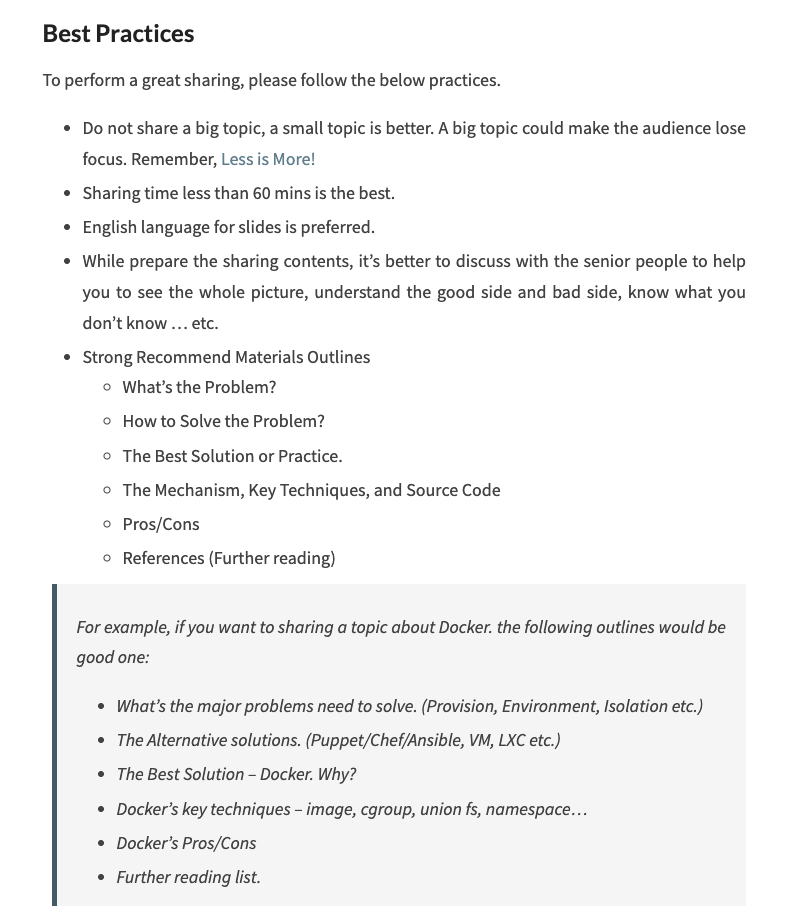 Best Practices
To perform a great sharing, please follow the below practices.
• Do not share a big topic, a small topic is better. A big topic could make the audience lose
focus. Remember, Less is More!
• Sharing time less than 60 mins is the best.
• English language for slides is preferred.
• While prepare the sharing contents, it’s better to discuss with the senior people to help
you to see the whole picture, understand the good side and bad side, know what you
don’t know … etc.
• Strong Recommend Materials Outlines
◦ What’s the Problem?
◦ How to Solve the Problem?
◦ The Best Solution or Practice.
◦ The Mechanism, Key Techniques, and Source Code
◦ Pros/Cons
◦ References (Further reading)
For example, if you want to sharing a topic about Docker. the following outlines would be
good one:
• What’s the major problems need to solve. (Provision, Environment, Isolation etc.)
• The Alternative solutions. (Puppet/Chef/Ansible, VM, LXC etc.)
• The Best Solution – Docker. Why?
• Docker’s key techniques – image, cgroup, union fs, namespace…
• Docker’s Pros/Cons
• Further reading list.